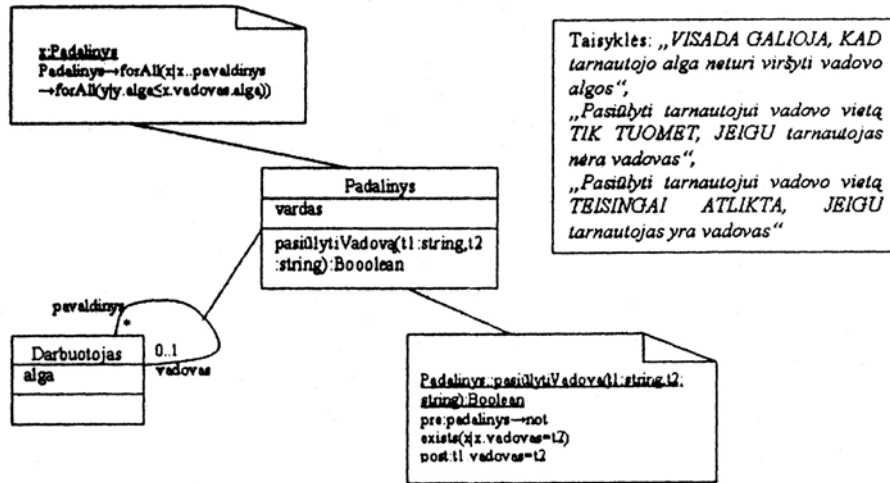 x:Padalinys
Padalinys→forAll(x|x..pavaldinys
→forAll(y|y.alga≤x.vadovas.alga))
Taisyklės: „VISADA GALIOJA, KAD
tarnautojo alga neturi viršyti vadovo
algos“,
„Pasiūlyti tarnautojui vadovo vietą
TIK TUOMET, JEIGU tarnautojas
nėra vadovas“,
„Pasiūlyti tarnautojui vadovo vietą
TEISINGAI ATLIKTA, JEIGU
tarnautojas yra vadovas“
Padalinys
vardas
pasiūlytiVadovą(t1:string,t2
:string):Booolean
pavaldinys
*
Darbuotojas
alga
0..1
vadovas
Padalinys::pasiūlytiVadovą(t1:string,t2:
string):Boolean
pre:padalinys→not
exists(x|x.vadovas=t2)
post:t1.vadovas=t2